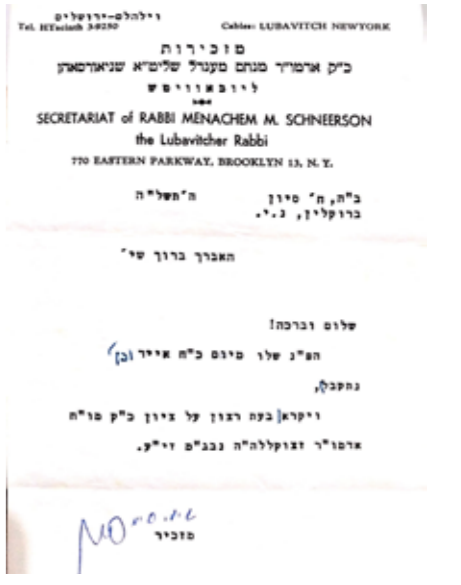 Tel. HYacinth 3-9250 Cables: LUBAVITCH NEWYORK
מזכירות
כ״ק אדמו״ר מנחם מענדל שליט״א שניאורסאהן
ליובאוויטש
SECRETARIAT of RABBI MENACHEM M. SCHNEERSON
the Lubavitcher Rabbi
770 EASTERN PARKWAY, BROOKLYN 13, N. Y.
ב״ה, ח׳ סיון ה׳תשל״ה
ברוקלין, נ.י.
האברך ברוך שי׳
שלום וברכה!
הפ״נ שלו מיום כ״ח אייר
נתקבל,
ויקרא בעת רצון על ציון כ״ק מו״ח
אדמו״ר זצוקללה״ה נבג״מ זי״ע.
מזכיר